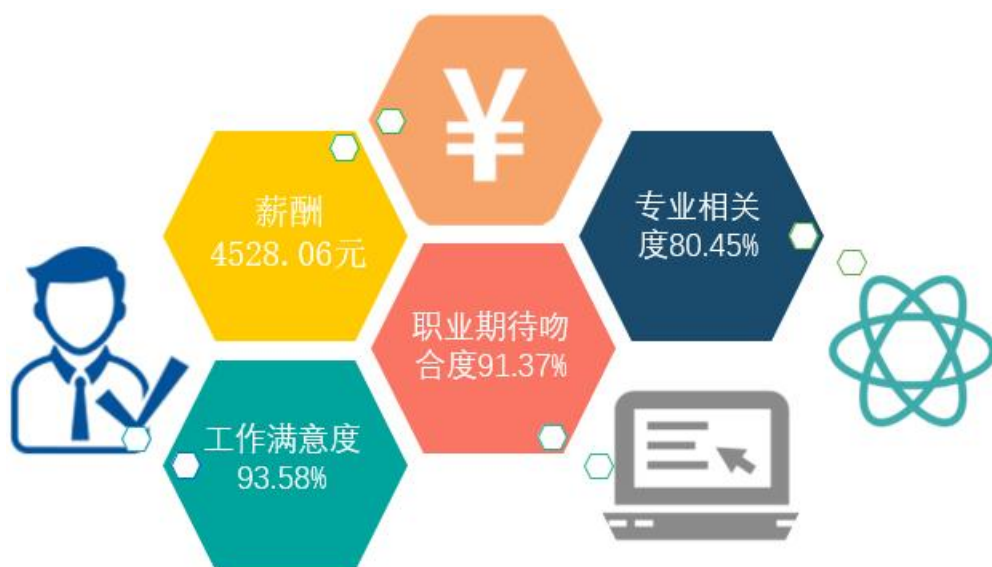 ¥
薪酬
4528.06元
专业相关
度80.45%
职业期待吻
合度91.37%
工作满意度
93.58%